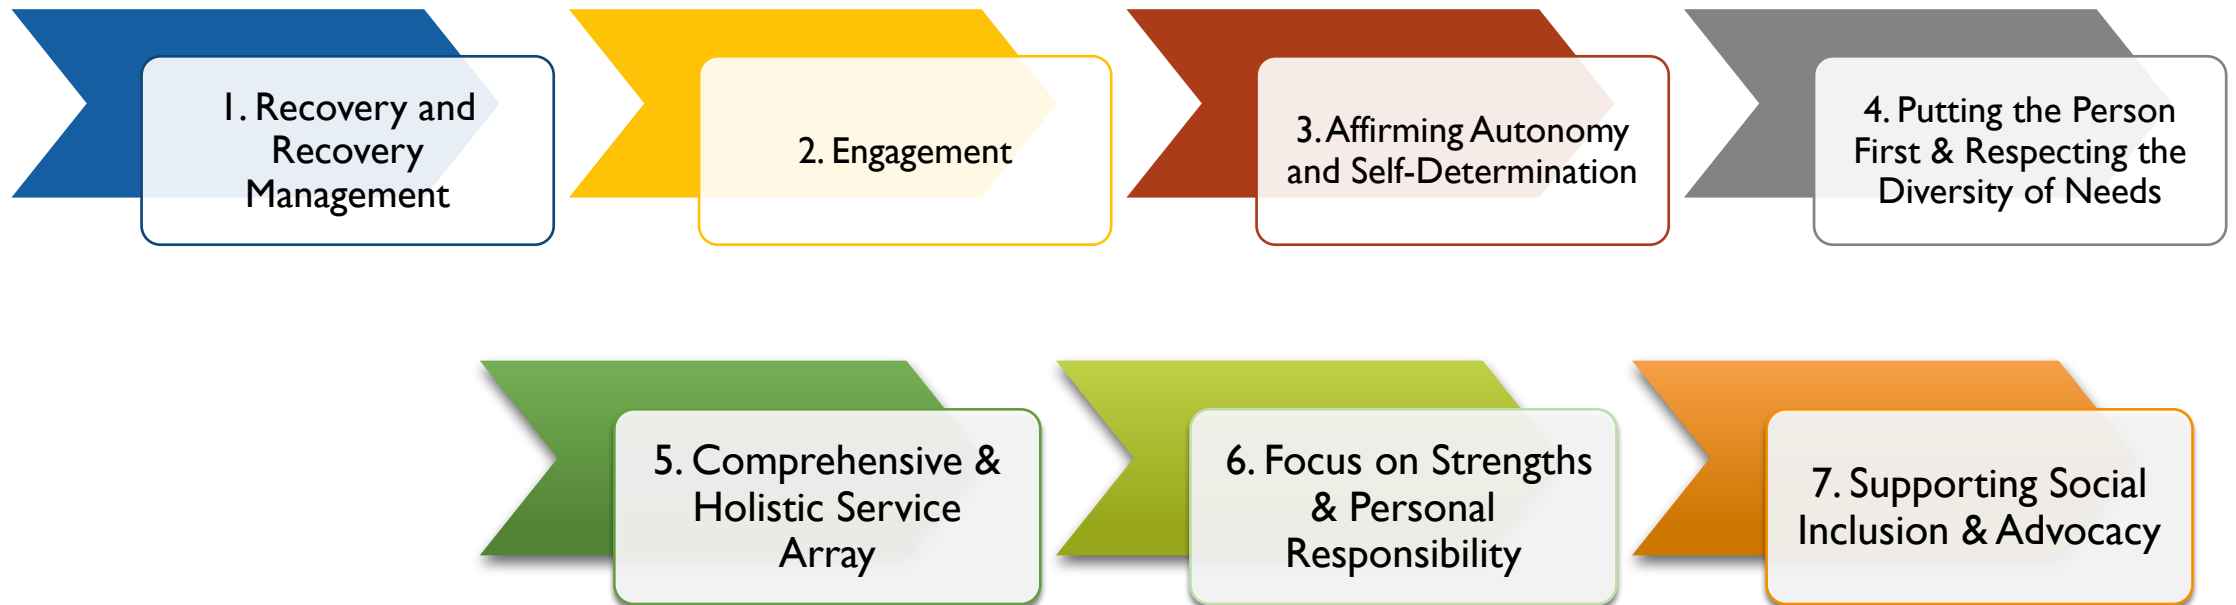 1. Recovery and
Recovery
Management
2. Engagement
3. Affirming Autonomy
and Self-Determination
4. Putting the Person
First & Respecting the
Diversity of Needs
5. Comprehensive &
Holistic Service
Array
6. Focus on Strengths
& Personal
Responsibility
7. Supporting Social
Inclusion & Advocacy